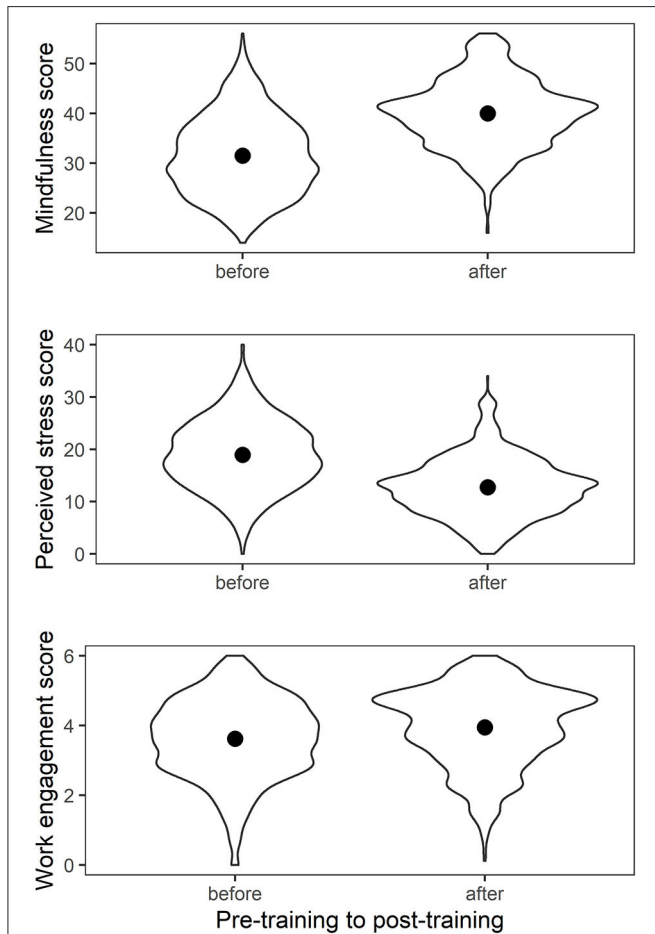 Mindfulness score
50
40
30
20
before after
Perceived stress score
40
30
20
10
0
before after
Work engagement score
6
4
2
0
before after
Pre-training to post-training